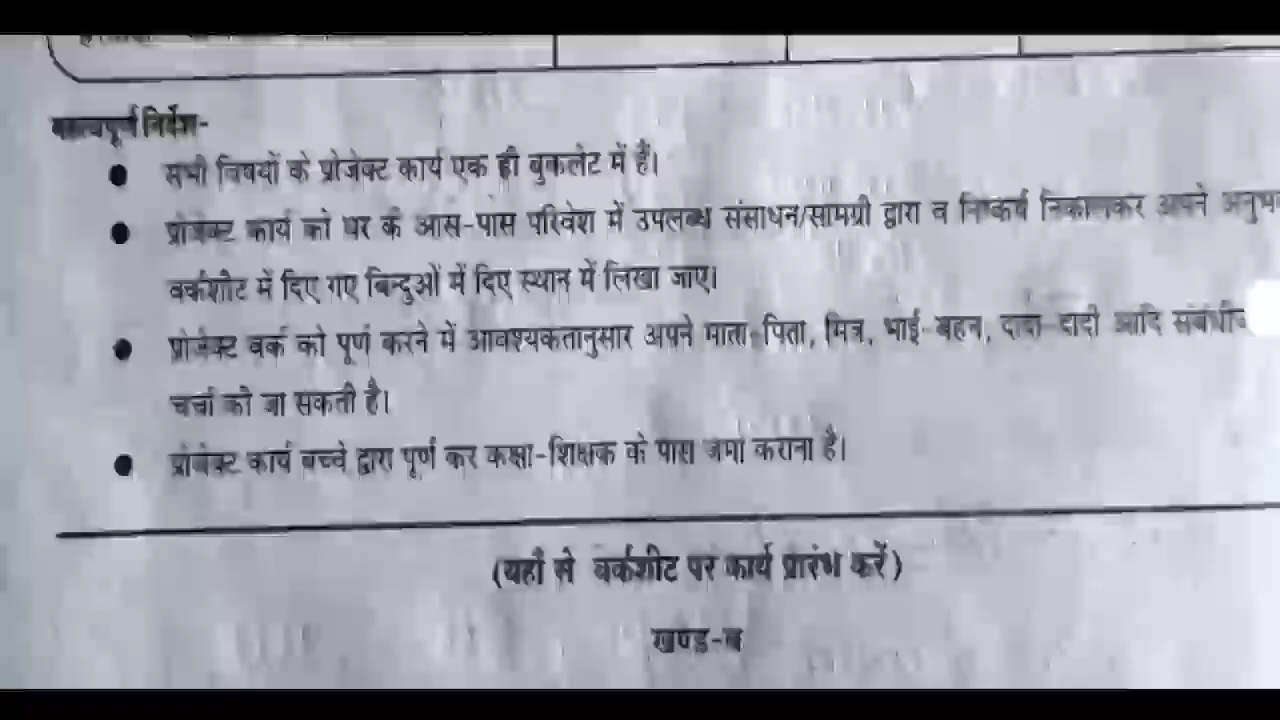 महत्वपूर्ण निर्देश-
● सभी विषयों के प्रोजेक्ट कार्य एक ही बुकलेट में हैं।
● प्रोजेक्ट कार्य को घर के आस-पास परिवेश में उपलब्ध संसाधन/सामग्री द्वारा व निष्कर्ष निकालकर अपने
वर्कशीट में दिए गए बिन्दुओं में दिए स्थान में लिखा जाए।
● प्रोजेक्ट वर्क को पूर्ण करने में आवश्यकतानुसार अपने माता-पिता, मित्र, भाई-बहन, दादा-दादी आदि
चर्चा की जा सकती है।
● प्रोजेक्ट कार्य बच्चे द्वारा पूर्ण कर कक्षा-शिक्षक के पास जमा कराना है।
(यहाँ से वर्कशीट पर कार्य प्रारंभ करें)
खण्ड-ब